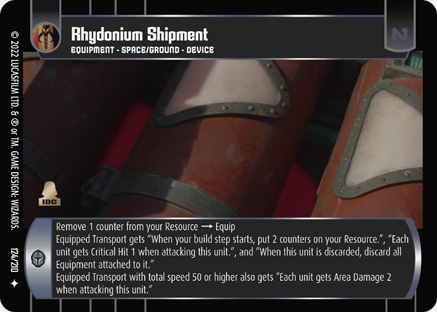 Rhydonium Shipment
EQUIPMENT - SPACE/GROUND - DEVICE
N
IDC
Remove 1 counter from your Resource → Equip
Equipped Transport gets “When your build step starts, put 2 counters on your Resource.”, “Each
unit gets Critical Hit 1 when attacking this unit.”, and “When this unit is discarded, discard all
Equipment attached to it.”
Equipped Transport with total speed 50 or higher also gets “Each unit gets Area Damage 2
when attacking this unit.”
© 2022 LUCASFILM LTD. & ® or TM. GAME DESIGN: WIZARDS. 124/210